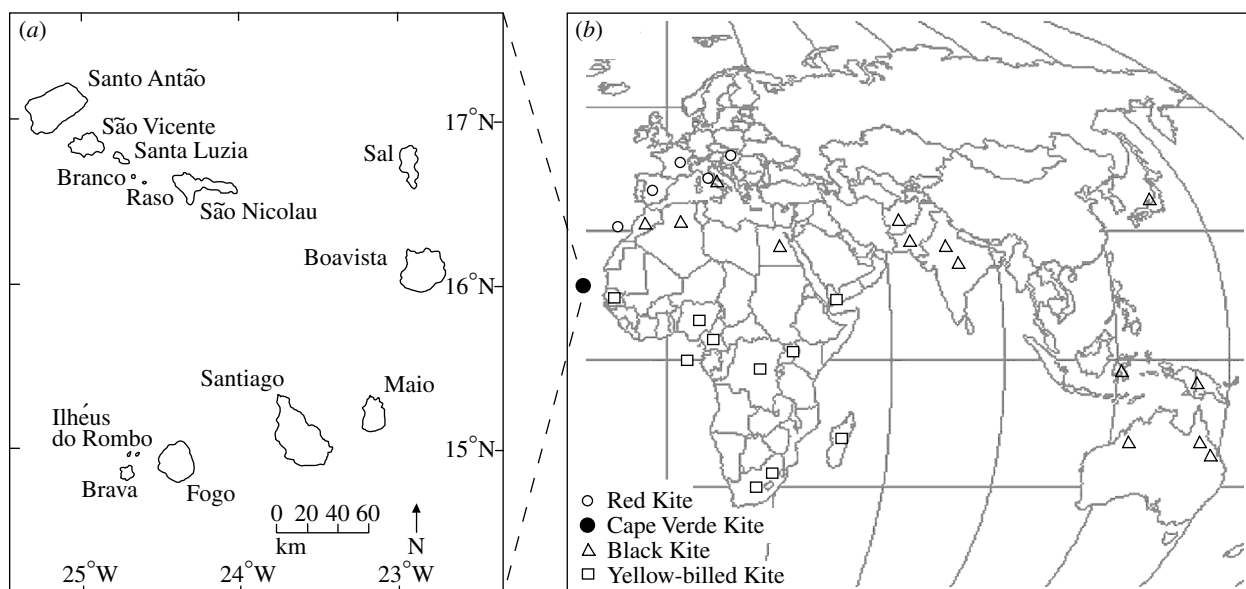 (a)
Santo Antão
São Vicente
Santa Luzia
Branco
Raso
São Nicolau
Sal
Boavista
Santiago
Maio
Ilhéus
do Rombo
Brava
Fogo
17°N
16°N
15°N
0 20 40 60
km
N
25°W
24°W
23°W
(b)
Red Kite
Cape Verde Kite
Black Kite
Yellow-billed Kite